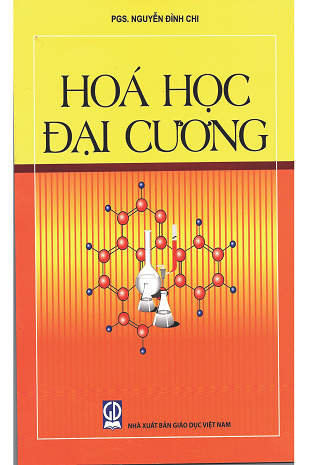 PGS. NGUYỄN ĐÌNH CHI
HOÁ HỌC
ĐẠI CƯƠNG
GD
NHÀ XUẤT BẢN GIÁO DỤC VIỆT NAM